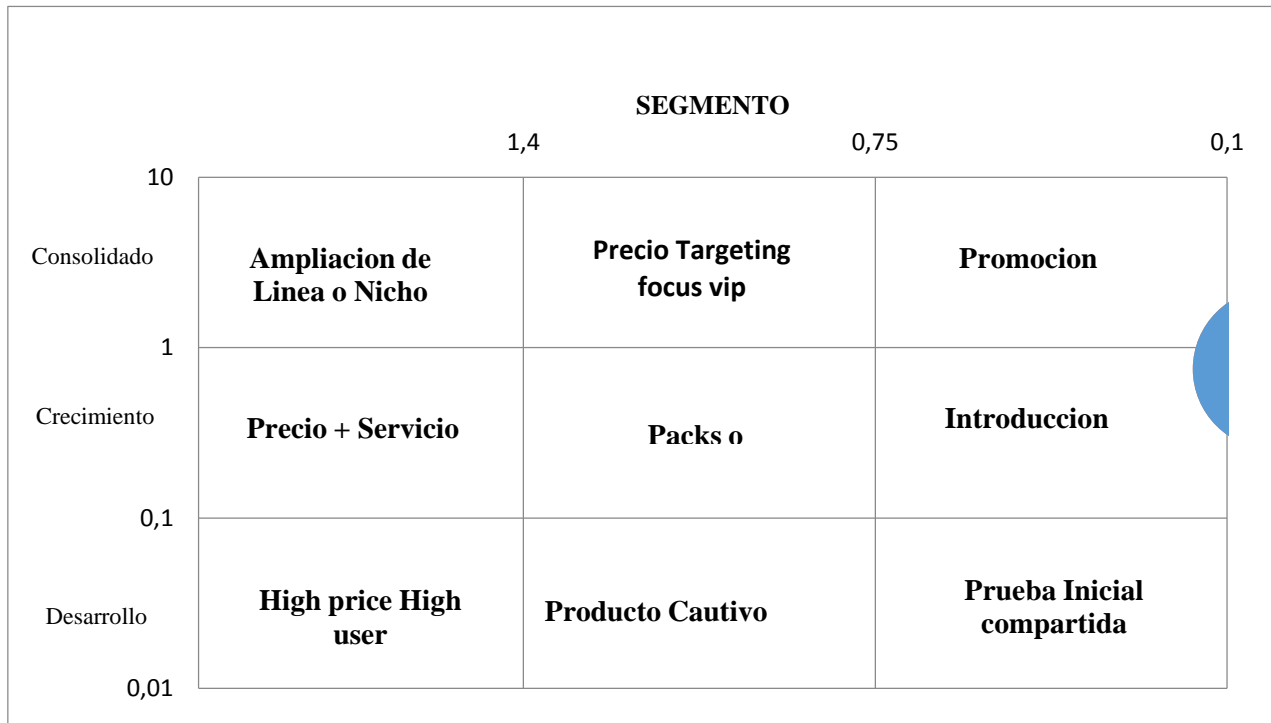 SEGMENTO
1,4 0,75 0,1
10
Consolidado
Ampliacion de
Linea o Nicho
Precio Targeting
focus vip
Promocion
1
Crecimiento
Precio + Servicio
Packs o
Introduccion
0,1
Desarrollo
High price High
user
Producto Cautivo
Prueba Inicial
compartida
0,01